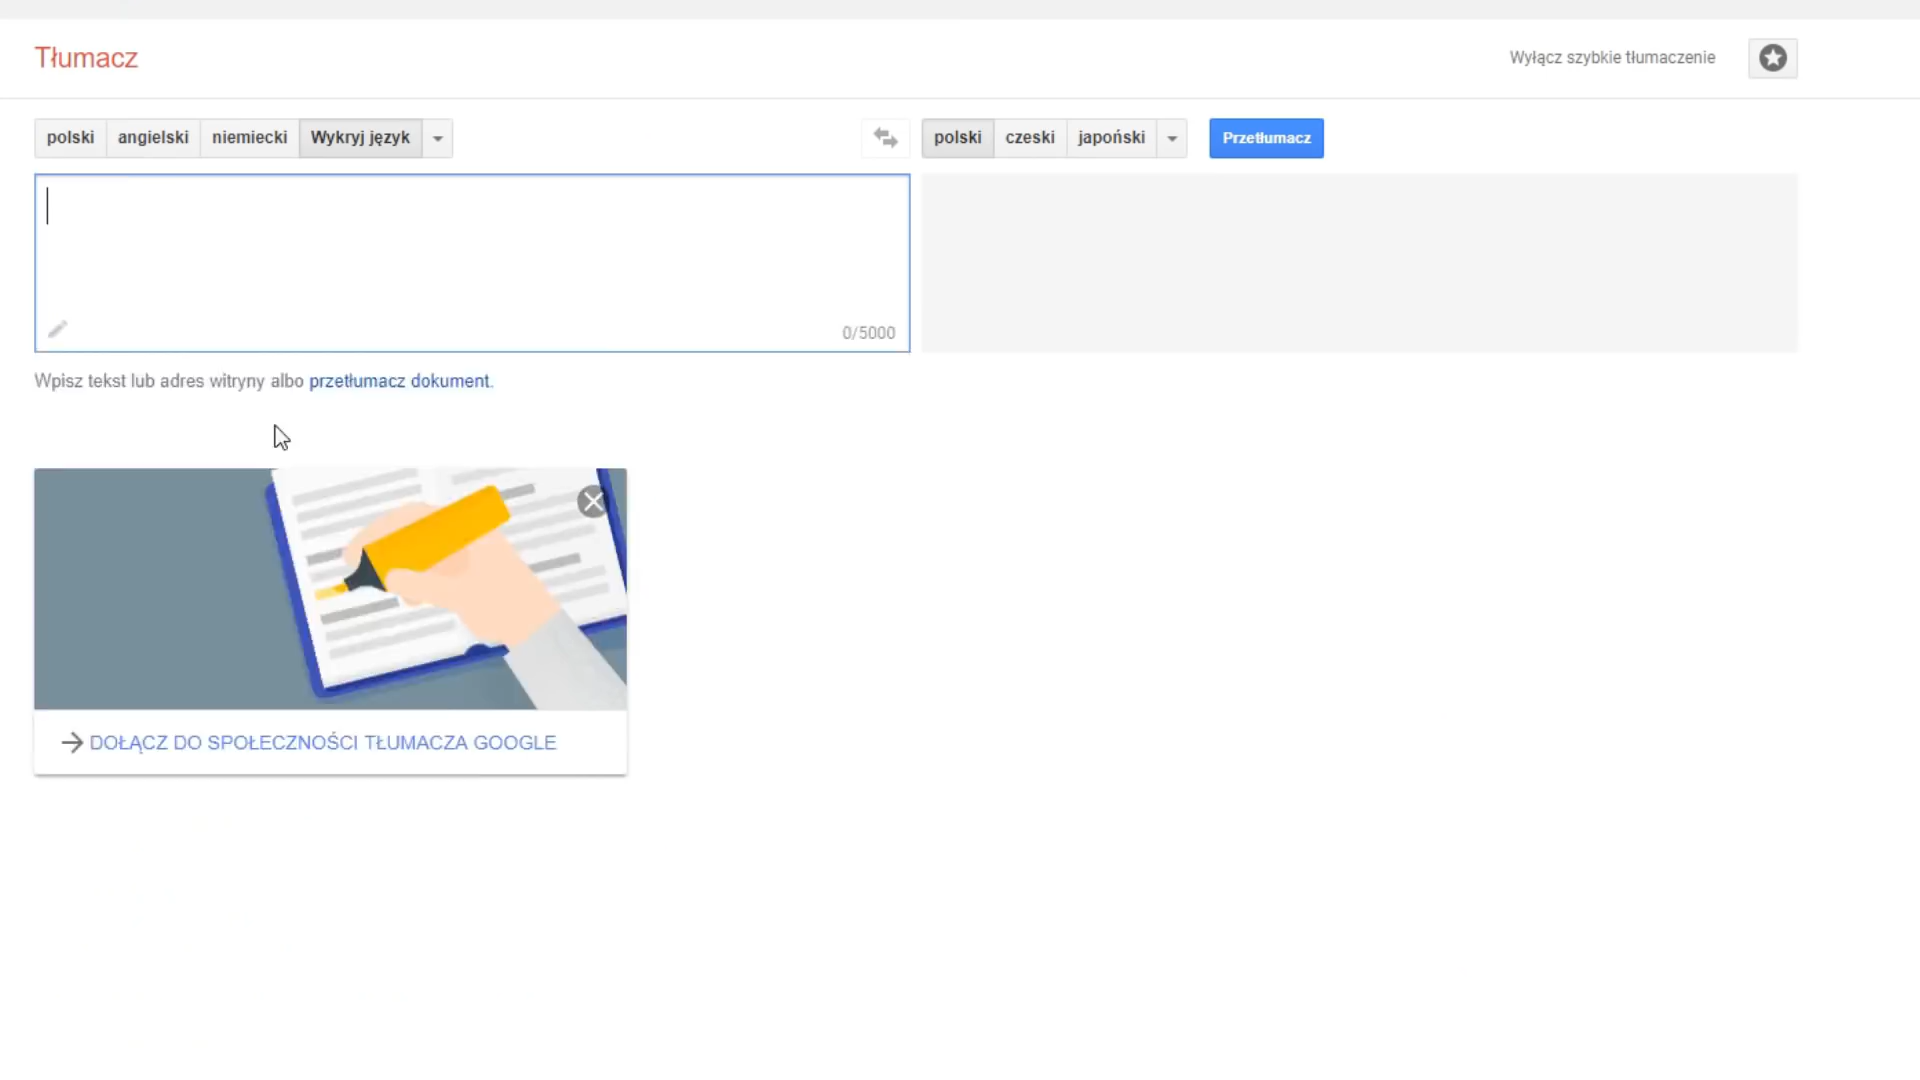 Tłumacz
Wyłącz szybkie tłumaczenie
polski angielski niemiecki Wykryj język
polski czeski japoński Przetłumacz
0/5000
Wpisz tekst lub adres witryny albo przetłumacz dokument.
DOŁĄCZ DO SPOŁECZNOŚCI TŁUMACZA GOOGLE